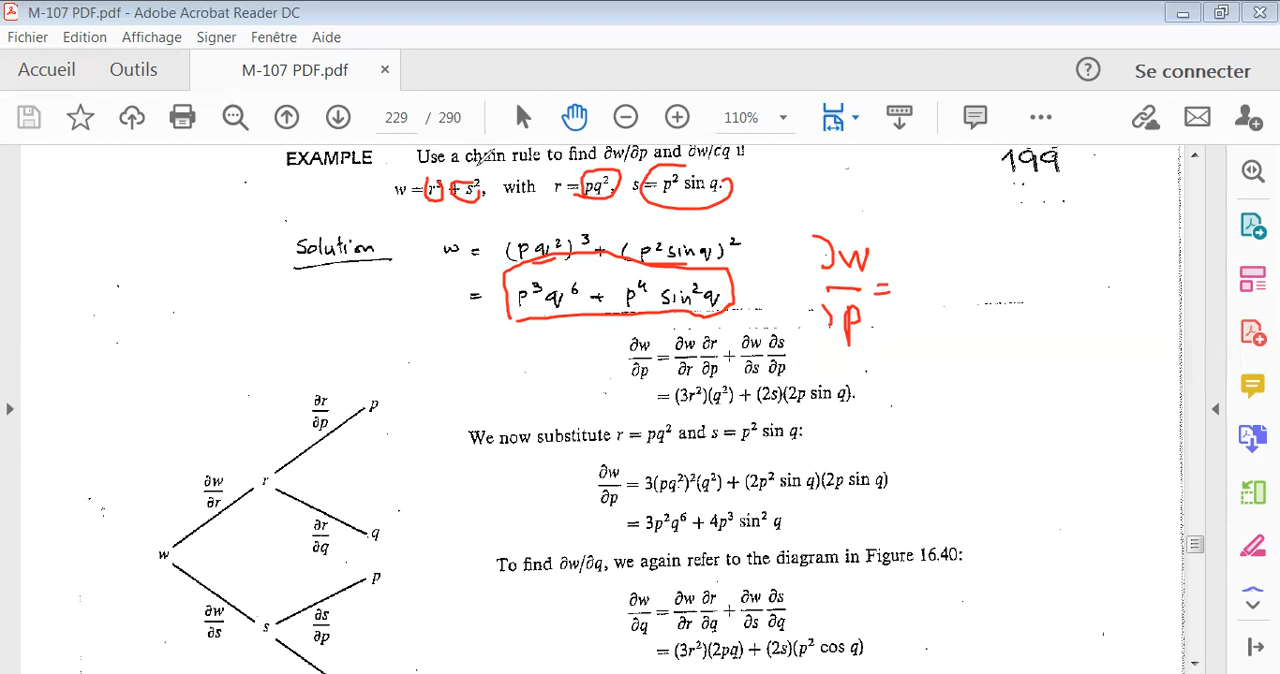 M-107 PDF.pdf - Adobe Acrobat Reader DC
Fichier Edition Affichage Signer Fenêtre Aide
Accueil Outils M-107 PDF.pdf × Se connecter
229 / 290 110%
EXAMPLE Use a chain rule to find ∂w/∂p and
w = r³ + s², with r = pq², s = p² sin q.
199
Solution w = (pq²)³ + (p² sin q)²
= p³q⁶ + p⁴ sin²q
∂w/∂p =
∂w/∂p = ∂w/∂r ∂r/∂p + ∂w/∂s ∂s/∂p
= (3r²)(q²) + (2s)(2p sin q).
We now substitute r = pq² and s = p² sin q:
∂w/∂p = 3(pq²)²(q²) + (2p² sin q)(2p sin q)
= 3p²q⁶ + 4p³ sin² q
To find ∂w/∂q, we again refer to the diagram in Figure 16.40:
∂w/∂q = ∂w/∂r ∂r/∂q + ∂w/∂s ∂s/∂q
= (3r²)(2pq) + (2s)(p² cos q)
∂r/∂p p
∂w/∂r r
∂r/∂q q
w
p
∂w/∂s s ∂s/∂p